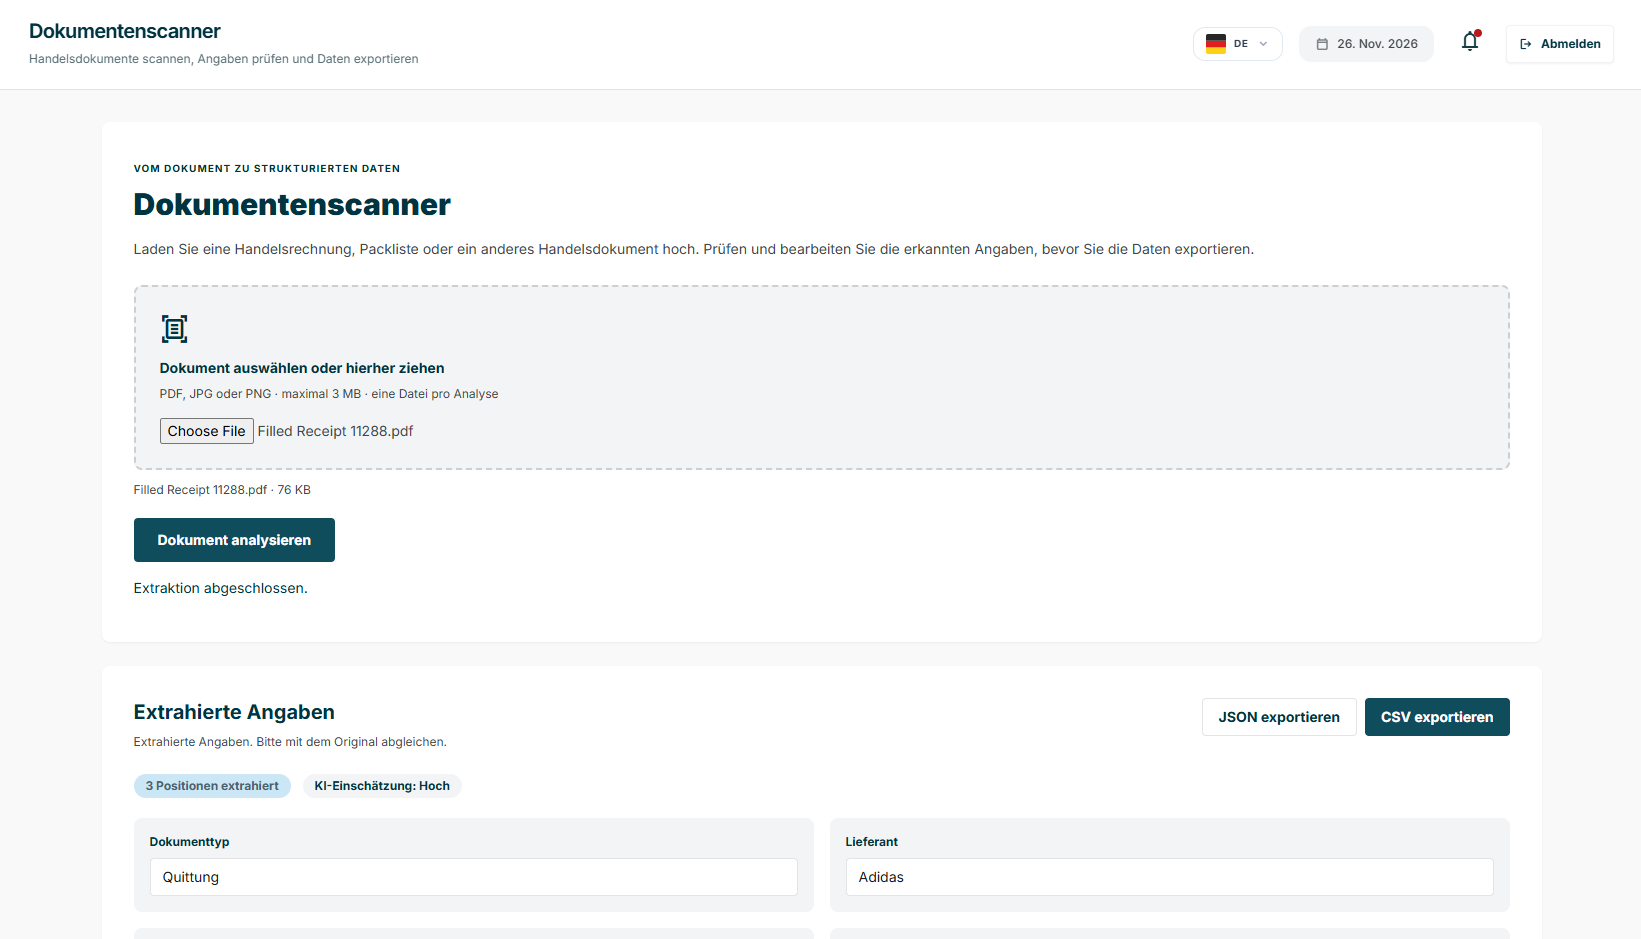 Dokumentenscanner
Handelsdokumente scannen, Angaben prüfen und Daten exportieren
DE
26. Nov. 2026
Abmelden
VOM DOKUMENT ZU STRUKTURIERTEN DATEN
Dokumentenscanner
Laden Sie eine Handelsrechnung, Packliste oder ein anderes Handelsdokument hoch. Prüfen und bearbeiten Sie die erkannten Angaben, bevor Sie die Daten exportieren.
Dokument auswählen oder hierher ziehen
PDF, JPG oder PNG · maximal 3 MB · eine Datei pro Analyse
Choose File Filled Receipt 11288.pdf
Filled Receipt 11288.pdf · 76 KB
Dokument analysieren
Extraktion abgeschlossen.
Extrahierte Angaben
JSON exportieren
CSV exportieren
Extrahierte Angaben. Bitte mit dem Original abgleichen.
3 Positionen extrahiert
KI-Einschätzung: Hoch
Dokumenttyp
Quittung
Lieferant
Adidas